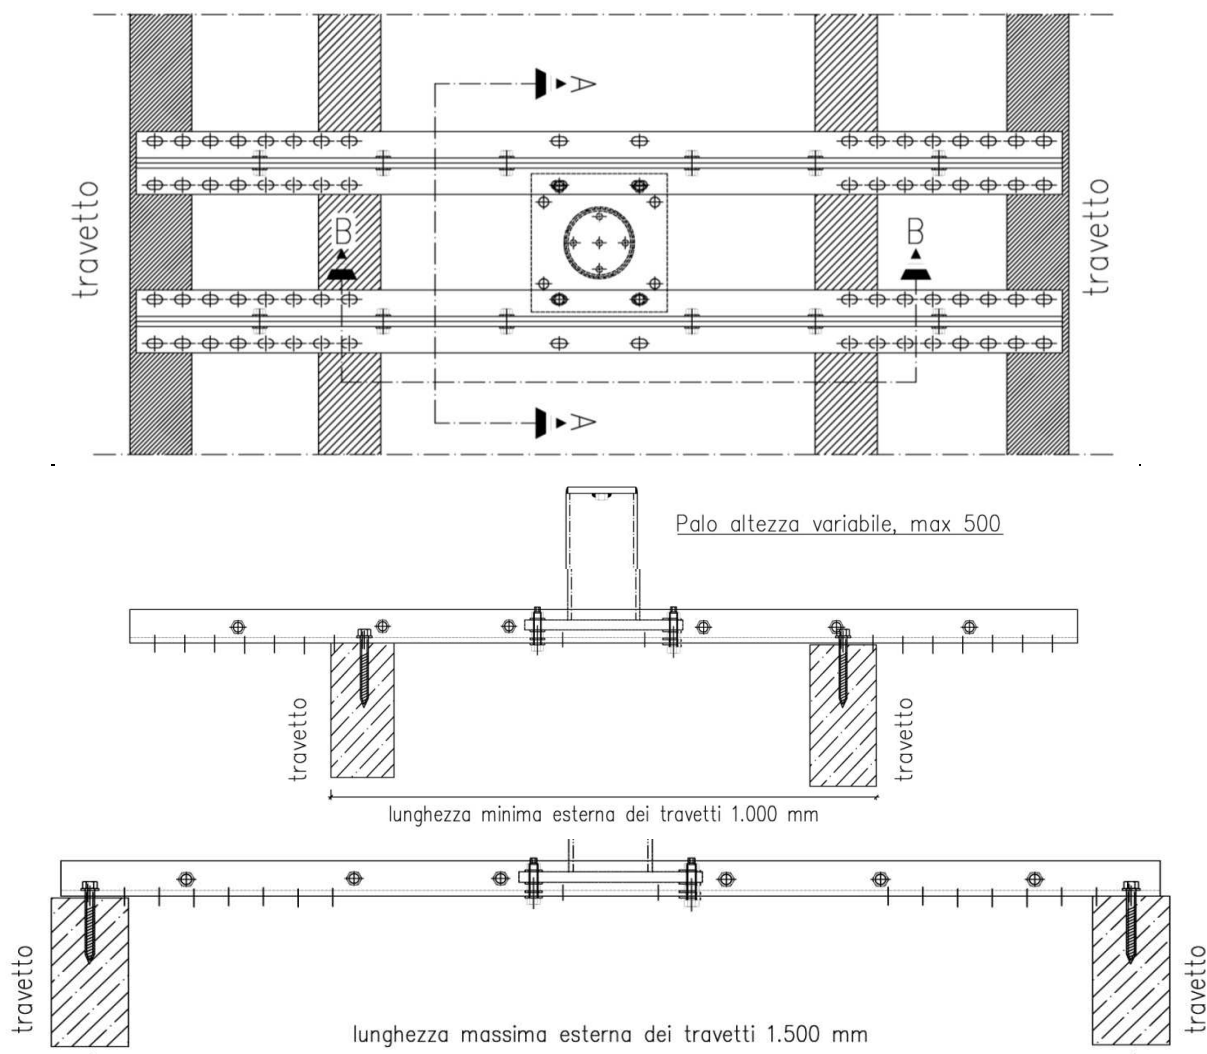 A
travetto
travetto
B
B
A
Palo altezza variabile, max 500
travetto
travetto
lunghezza minima esterna dei travetti 1.000 mm
travetto
travetto
lunghezza massima esterna dei travetti 1.500 mm